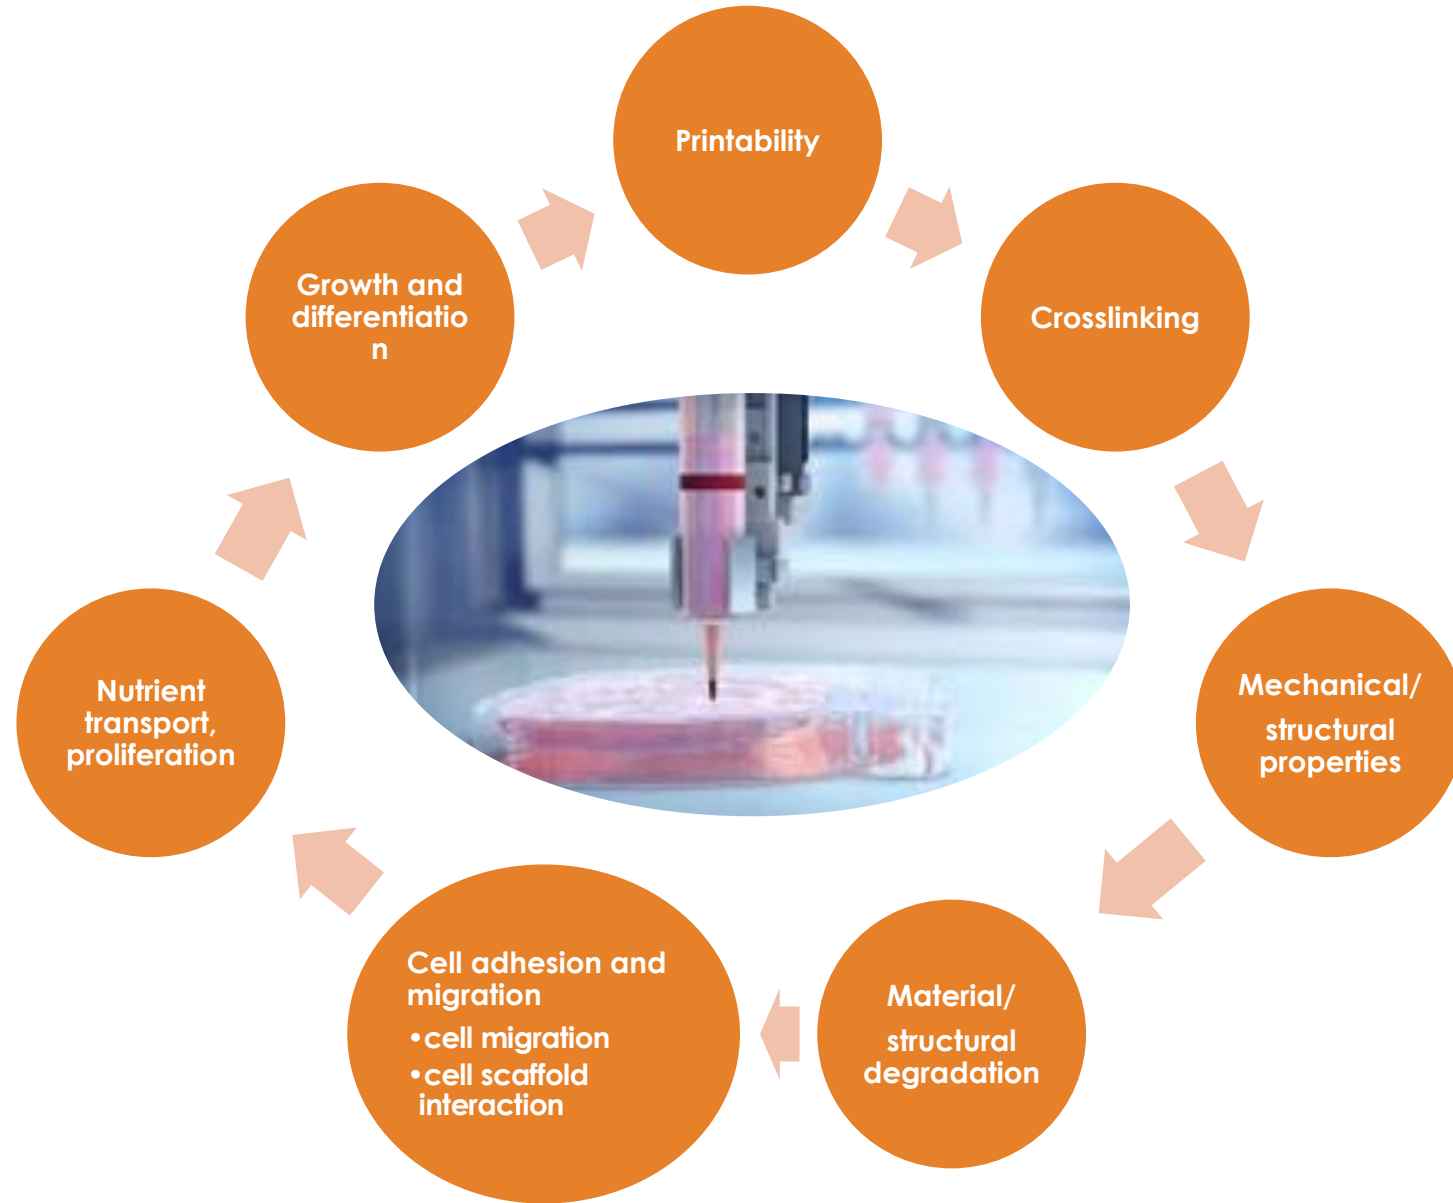 Printability
Crosslinking
Mechanical/
structural
properties
Material/
structural
degradation
Cell adhesion and
migration
•cell migration
•cell scaffold
interaction
Nutrient
transport,
proliferation
Growth and
differentiatio
n